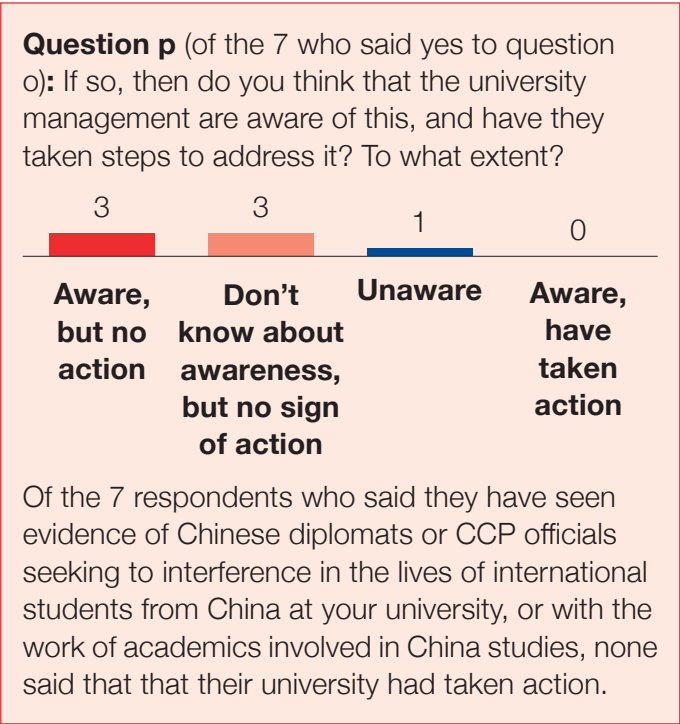 Question p (of the 7 who said yes to question
o): If so, then do you think that the university
management are aware of this, and have they
taken steps to address it? To what extent?
3
3
1
0
Aware,
but no
action
Don’t
know about
awareness,
but no sign
of action
Unaware
Aware,
have
taken
action
Of the 7 respondents who said they have seen
evidence of Chinese diplomats or CCP officials
seeking to interference in the lives of international
students from China at your university, or with the
work of academics involved in China studies, none
said that that their university had taken action.